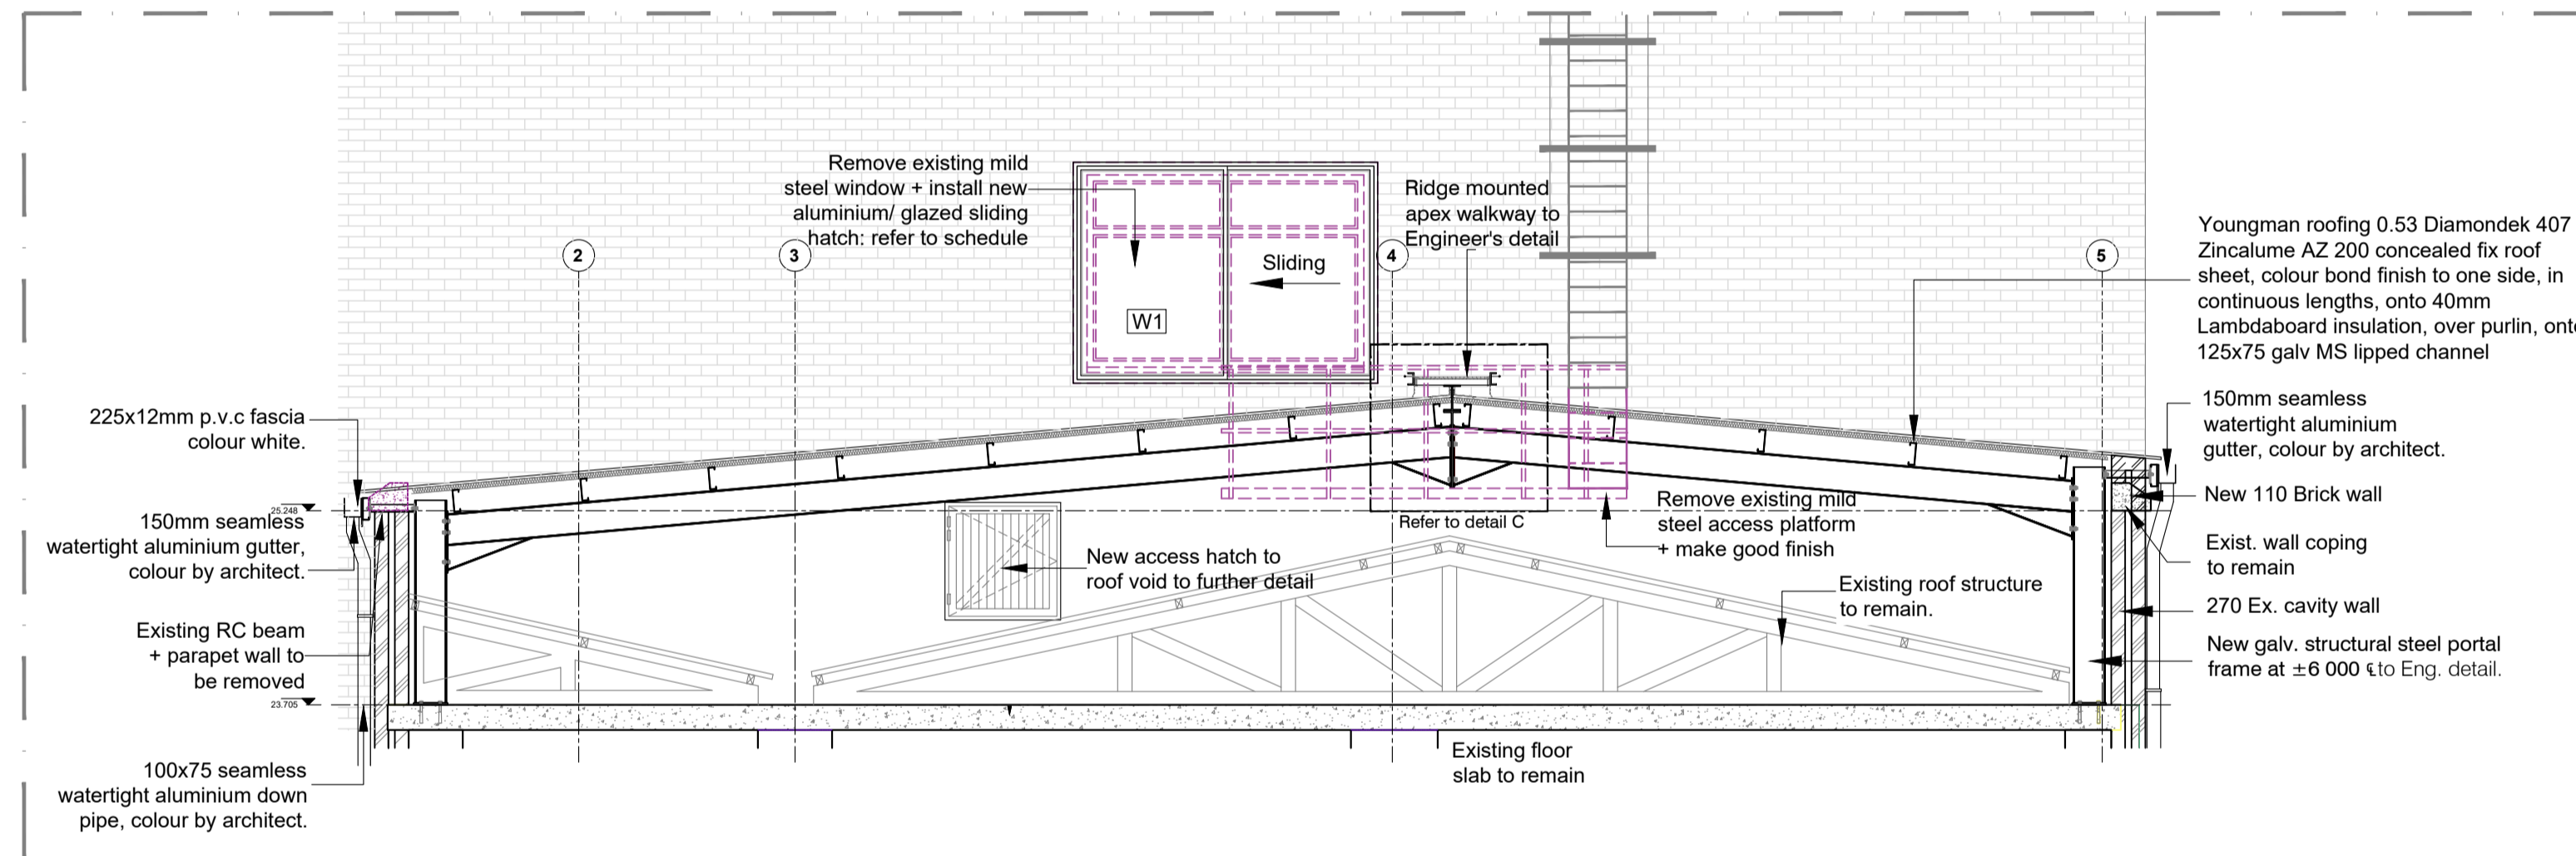 Remove existing mild
steel window + install new
aluminium/ glazed sliding
hatch: refer to schedule
Ridge mounted
apex walkway to
Engineer's detail
Youngman roofing 0.53 Diamondek 407
Zincalume AZ 200 concealed fix roof
sheet, colour bond finish to one side, in
continuous lengths, onto 40mm
Lambdaboard insulation, over purlin,
125x75 galv MS lipped channel
2
3
4
5
Sliding
W1
225x12mm p.v.c fascia
colour white.
150mm seamless
watertight aluminium
gutter, colour by architect.
25.248
150mm seamless
watertight aluminium gutter,
colour by architect.
New 110 Brick wall
Refer to detail C
Remove existing mild
steel access platform
+ make good finish
New access hatch to
roof void to further detail
Exist. wall coping
to remain
Existing roof structure
to remain.
270 Ex. cavity wall
Existing RC beam
+ parapet wall to
be removed
New galv. structural steel portal
frame at ±6 000 ℄ to Eng. detail.
23.705
Existing floor
slab to remain
100x75 seamless
watertight aluminium down
pipe, colour by architect.